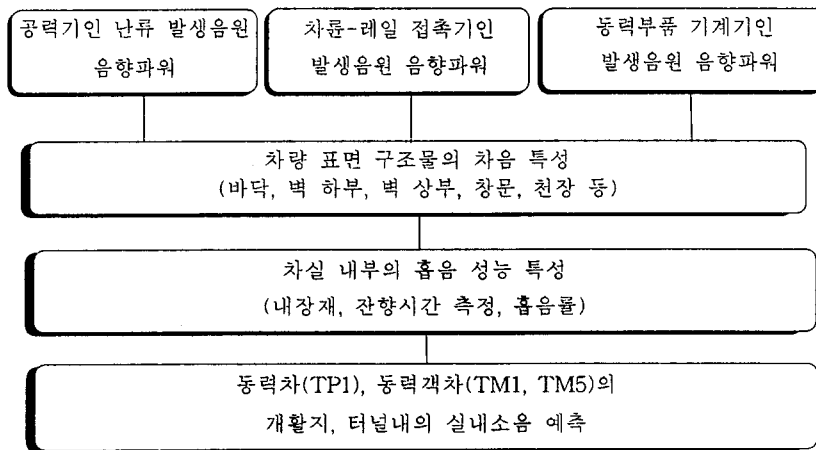 공력기인 난류 발생음원
음향파워
차륜-레일 접촉기인
발생음원 음향파워
동력부품 기계기인
발생음원 음향파워
차량 표면 구조물의 차음 특성
(바닥, 벽 하부, 벽 상부, 창문, 천장 등)
차실 내부의 흡음 성능 특성
(내장재, 잔향시간 측정, 흡음률)
동력차(TP1), 동력객차(TM1, TM5)의
개활지, 터널내의 실내소음 예측